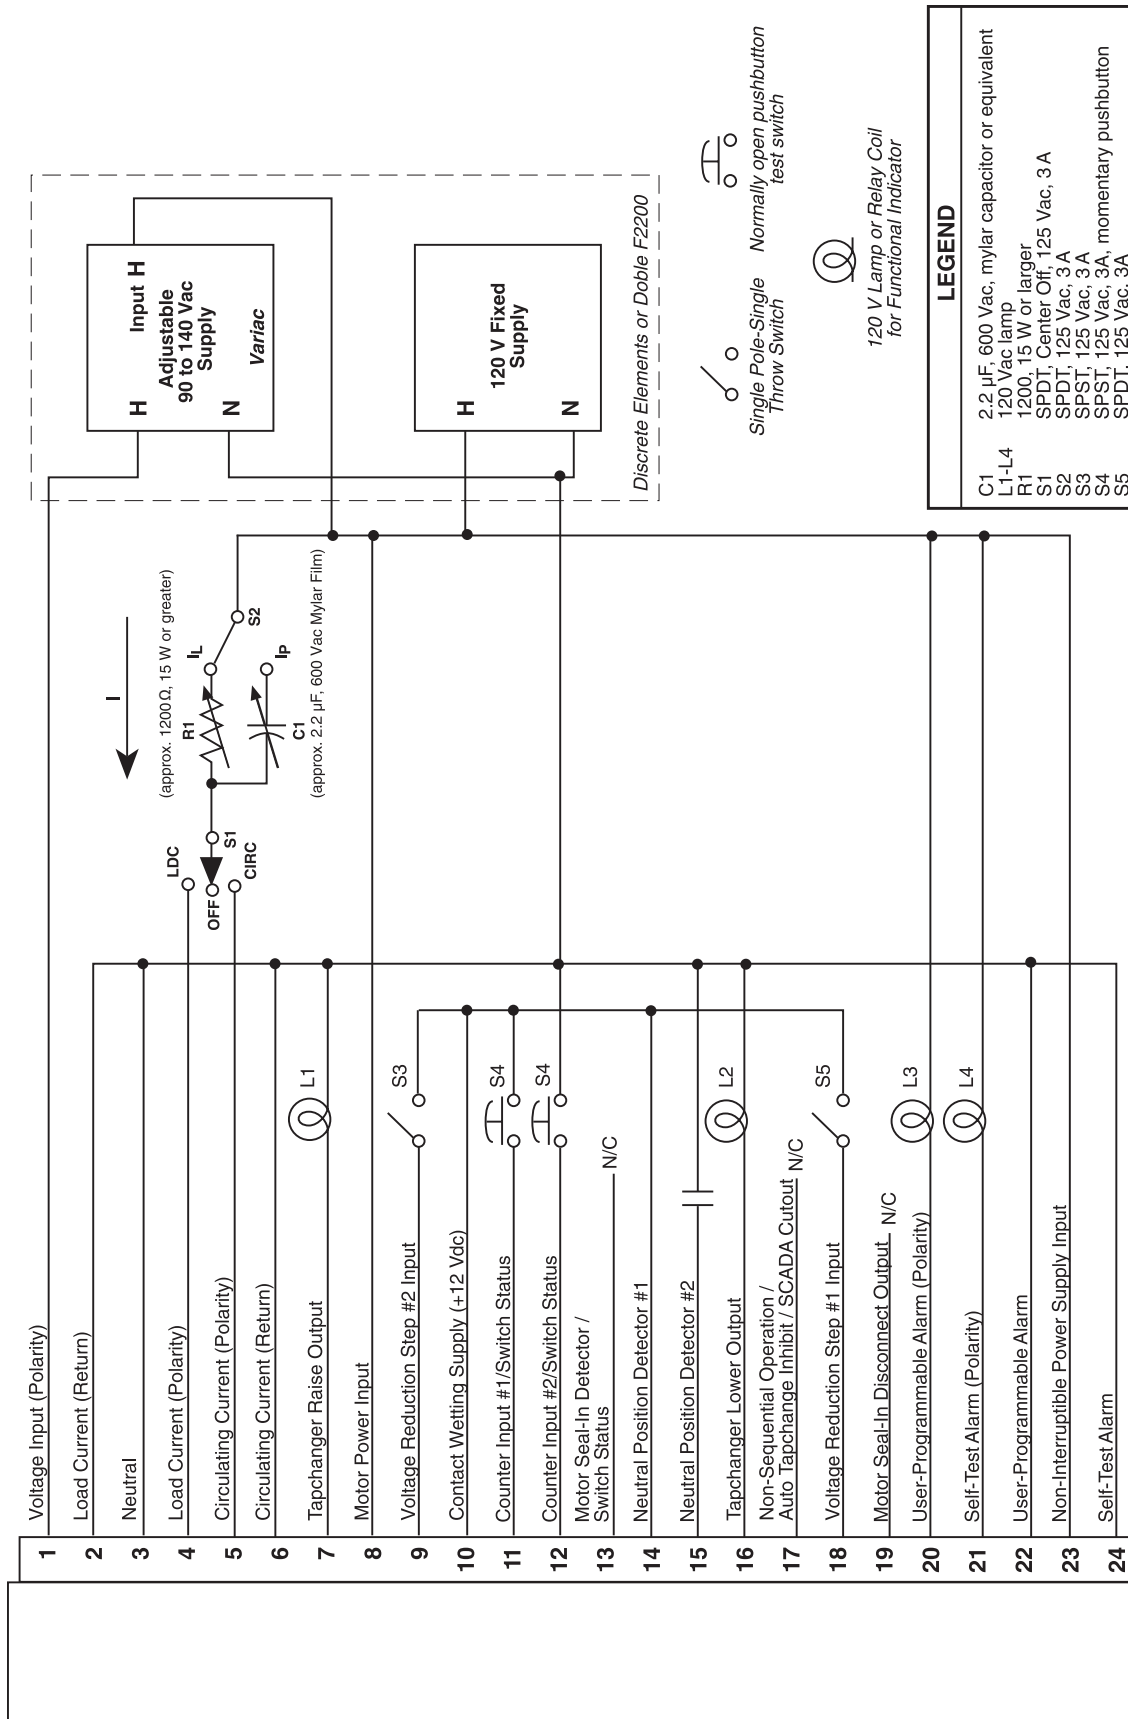 1 Voltage Input (Polarity)
2 Load Current (Return)
3 Neutral
4 Load Current (Polarity)
5 Circulating Current (Polarity)
6 Circulating Current (Return)
7 Tapchanger Raise Output
8 Motor Power Input
9 Voltage Reduction Step #2 Input
10 Contact Wetting Supply (+12 Vdc)
11 Counter Input #1/Switch Status
12 Counter Input #2/Switch Status
13 Motor Seal-In Detector /
Switch Status
N/C
14 Neutral Position Detector #1
15 Neutral Position Detector #2
16 Tapchanger Lower Output
17 Non-Sequential Operation /
Auto Tapchange Inhibit / SCADA Cutout
N/C
18 Voltage Reduction Step #1 Input
19 Motor Seal-In Disconnect Output
N/C
20 User-Programmable Alarm (Polarity)
21 Self-Test Alarm (Polarity)
22 User-Programmable Alarm
23 Non-Interruptible Power Supply Input
24 Self-Test Alarm
L1
S3
S4
S4
L2
S5
L3
L4
LDC
OFF
CIRC
S1
I
(approx. 1200Ω, 15 W or greater)
R1
IL
S2
IP
C1
(approx. 2.2 µF, 600 Vac Mylar Film)
H
Input H
Adjustable
90 to 140 Vac
Supply
N
Variac
H
120 V Fixed
Supply
N
Discrete Elements or Doble F2200
Single Pole-Single
Throw Switch
Normally open pushbutton
test switch
120 V Lamp or Relay Coil
for Functional Indicator
LEGEND
C1 2.2 µF, 600 Vac, mylar capacitor or equivalent
L1-L4 120 Vac lamp
R1 1200, 15 W or larger
S1 SPDT, Center Off, 125 Vac, 3 A
S2 SPDT, 125 Vac, 3 A
S3 SPST, 125 Vac, 3 A
S4 SPST, 125 Vac, 3A, momentary pushbutton
S5 SPDT, 125 Vac, 3A